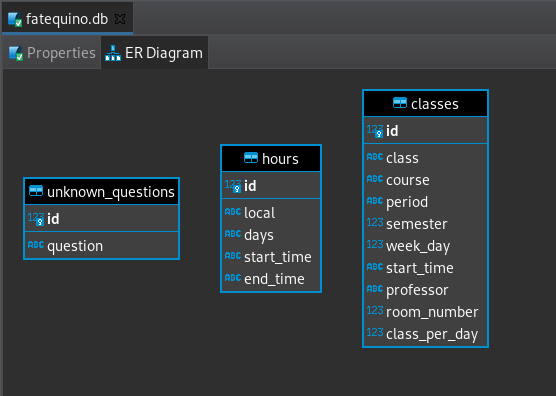 fatequino.db
Properties
ER Diagram
unknown_questions
123 id
ABC question
hours
123 id
ABC local
ABC days
ABC start_time
ABC end_time
classes
123 id
ABC class
ABC course
ABC period
123 semester
123 week_day
ABC start_time
ABC professor
123 room_number
123 class_per_day